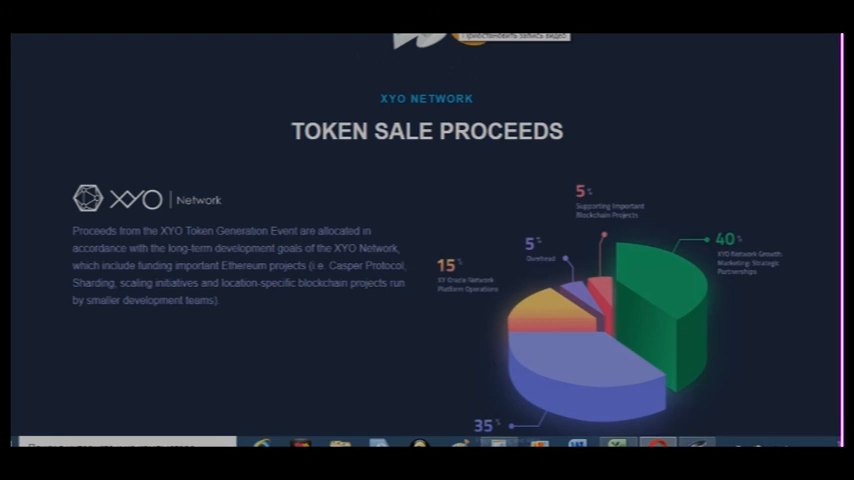 Приостановить запись видео
XYO NETWORK
TOKEN SALE PROCEEDS
XYO | Network
Proceeds from the XYO Token Generation Event are allocated in
accordance with the long-term development goals of the XYO Network,
which include funding important Ethereum projects (i.e. Casper Protocol,
Sharding, scaling initiatives and location-specific blockchain projects run
by smaller development teams).
5%
Supporting Important
Blockchain Projects
40%
XYO Network Growth
Marketing: Strategic
Partnerships
5%
Overhead
15%
XY Oracle Network
Platform Operations
35%